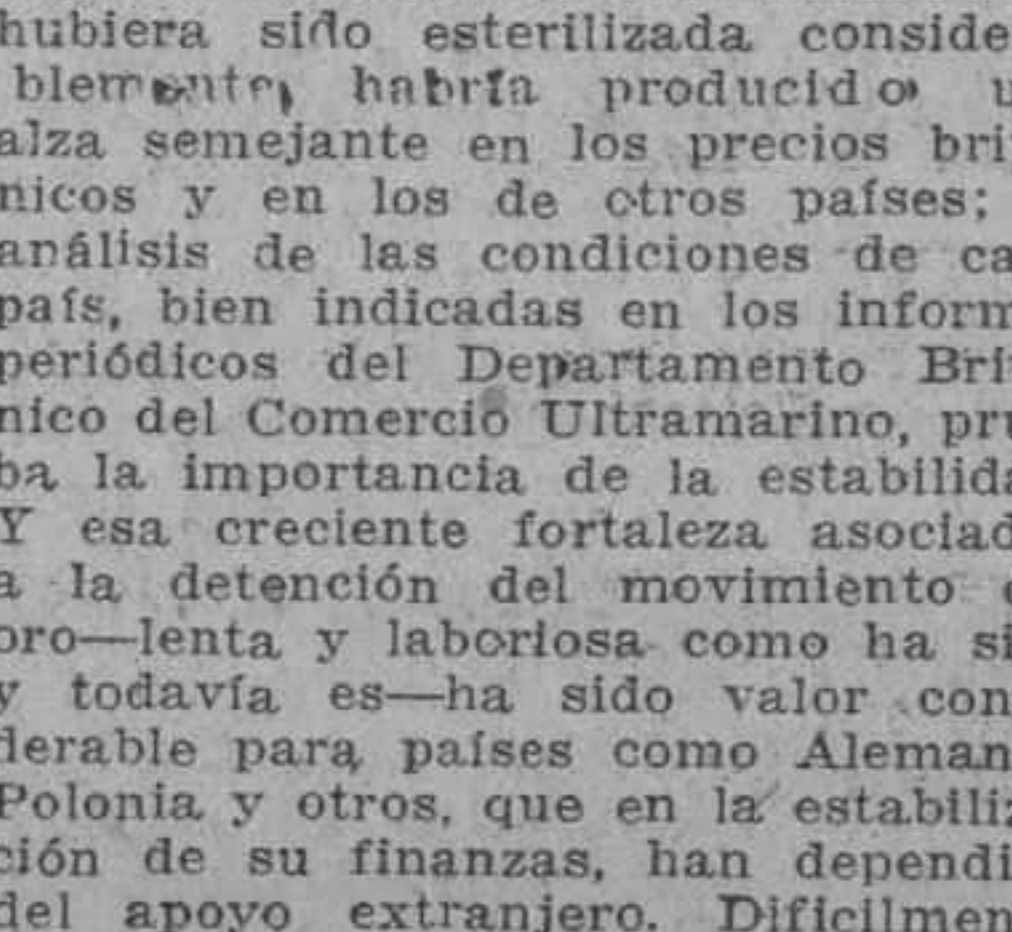 hubiera sido esterilizada conside
blemente, habría producido u
alza semejante en los precios bri
nicos y en los de otros países;
análisis de las condiciones de ca
país, bien indicadas en los inform
periódicos del Departamento Bri
nico del Comercio Ultramarino, pru
ba la importancia de la estabilida
Y esa creciente fortaleza asociad
a la detención del movimiento d
oro—lenta y laboriosa como ha si
y todavía es—ha sido valor con
derable para países como Aleman
Polonia y otros, que en la estabiliz
ción de su finanzas, han dependi
del apoyo extranjero. Dificilmen